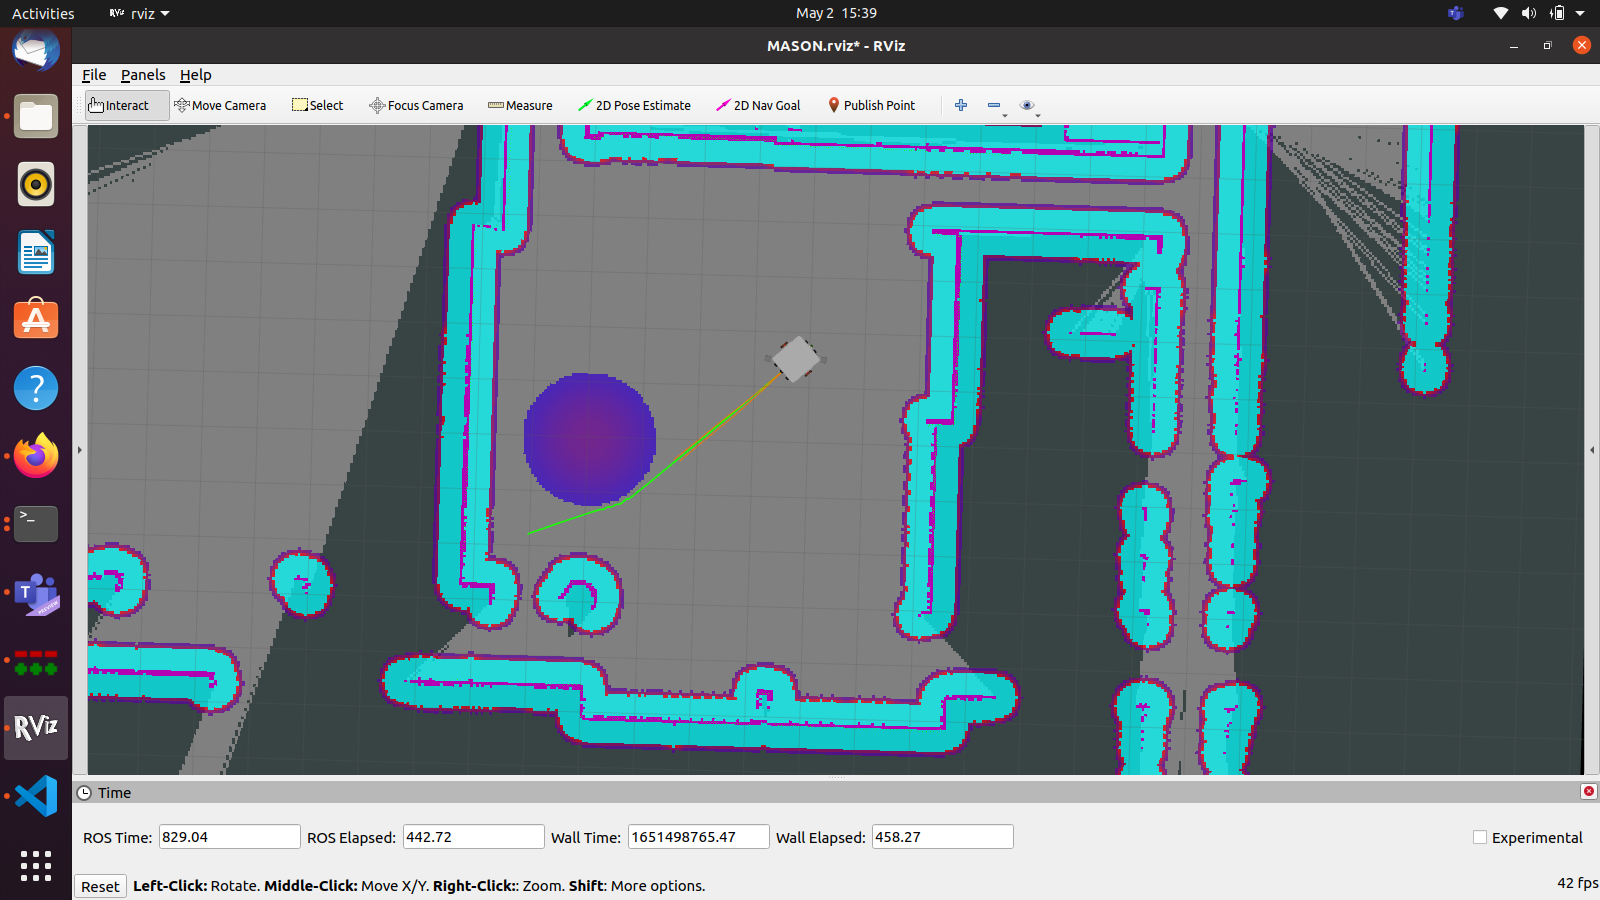 Activities RViz rviz May 2 15:39
MASON.rviz* - RViz
File Panels Help
Interact Move Camera Select Focus Camera Measure 2D Pose Estimate 2D Nav Goal Publish Point
Time
ROS Time: 829.04 ROS Elapsed: 442.72 Wall Time: 1651498765.47 Wall Elapsed: 458.27 Experimental
Reset Left-Click: Rotate. Middle-Click: Move X/Y. Right-Click:: Zoom. Shift: More options. 42 fps
>_
T
PREVIEW
RViz